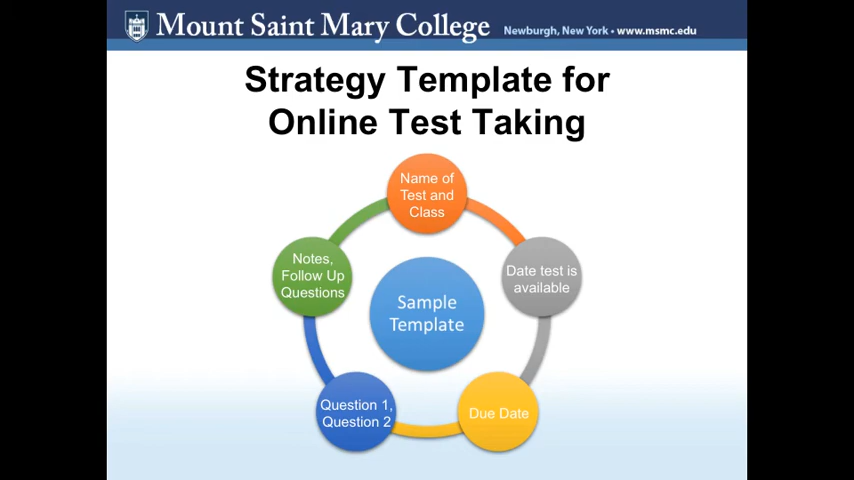 Mount Saint Mary College
Newburgh, New York • www.msmc.edu
Strategy Template for
Online Test Taking
Name of
Test and
Class
Date test is
available
Due Date
Question 1,
Question 2
Notes,
Follow Up
Questions
Sample
Template